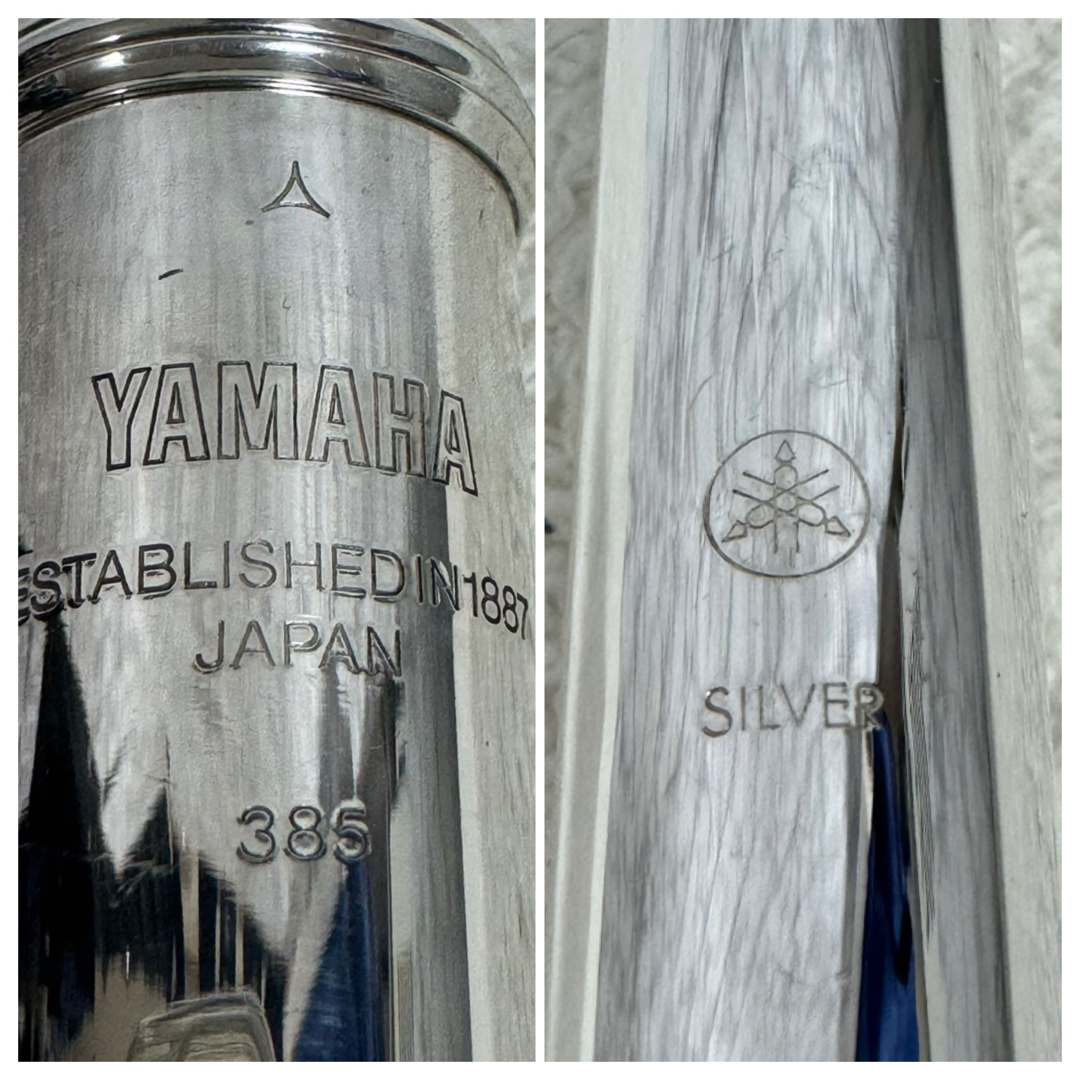 YAMAHA
ESTABLISHED IN 1887
JAPAN
385
SILVER